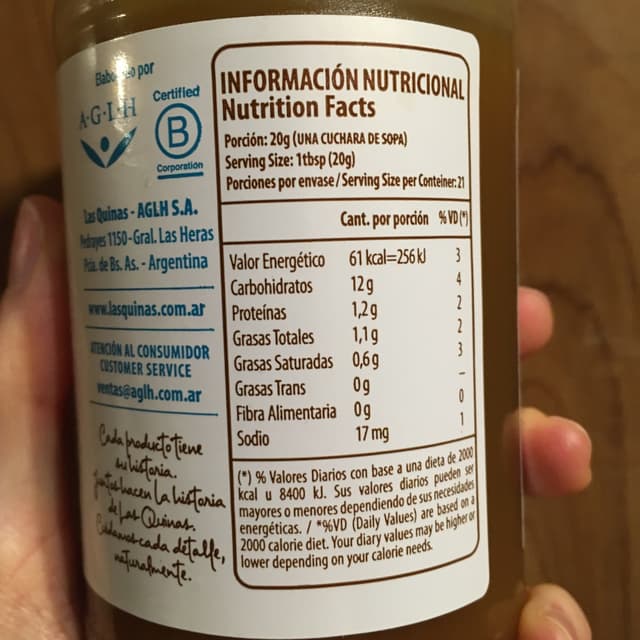 Elaborado por
A·G·L·H
Certified
B
Corporation
Las Quinas - AGLH S.A.
Pedrayes 1150-Gral. Las Heras
Pcia. de Bs. As. - Argentina
www.lasquinas.com.ar
ATENCIÓN AL CONSUMIDOR
CUSTOMER SERVICE
ventas@aglh.com.ar
Cada producto tiene
su historia.
Juntos hacen la historia
de Las Quinas.
Cuidamos cada detalle,
naturalmente.
INFORMACIÓN NUTRICIONAL
Nutrition Facts
Porción: 20g (UNA CUCHARA DE SOPA)
Serving Size: 1tbsp (20g)
Porciones por envase/Serving Size per Conteiner: 21
Cant. por porción %VD(*)
Valor Energético 61 kcal=256 kJ 3
Carbohidratos 12 g 4
Proteínas 1,2 g 2
Grasas Totales 1,1 g 2
Grasas Saturadas 0,6 g 3
Grasas Trans 0 g –
Fibra Alimentaria 0 g 0
Sodio 17 mg 1
(*) % Valores Diarios con base a una dieta de 2000
kcal u 8400 kJ. Sus valores diarios pueden ser
mayores o menores dependiendo de sus necesidades
energéticas. / *%VD (Daily Values) are based on a
2000 calorie diet. Your diary values may be higher or
lower depending on your calorie needs.